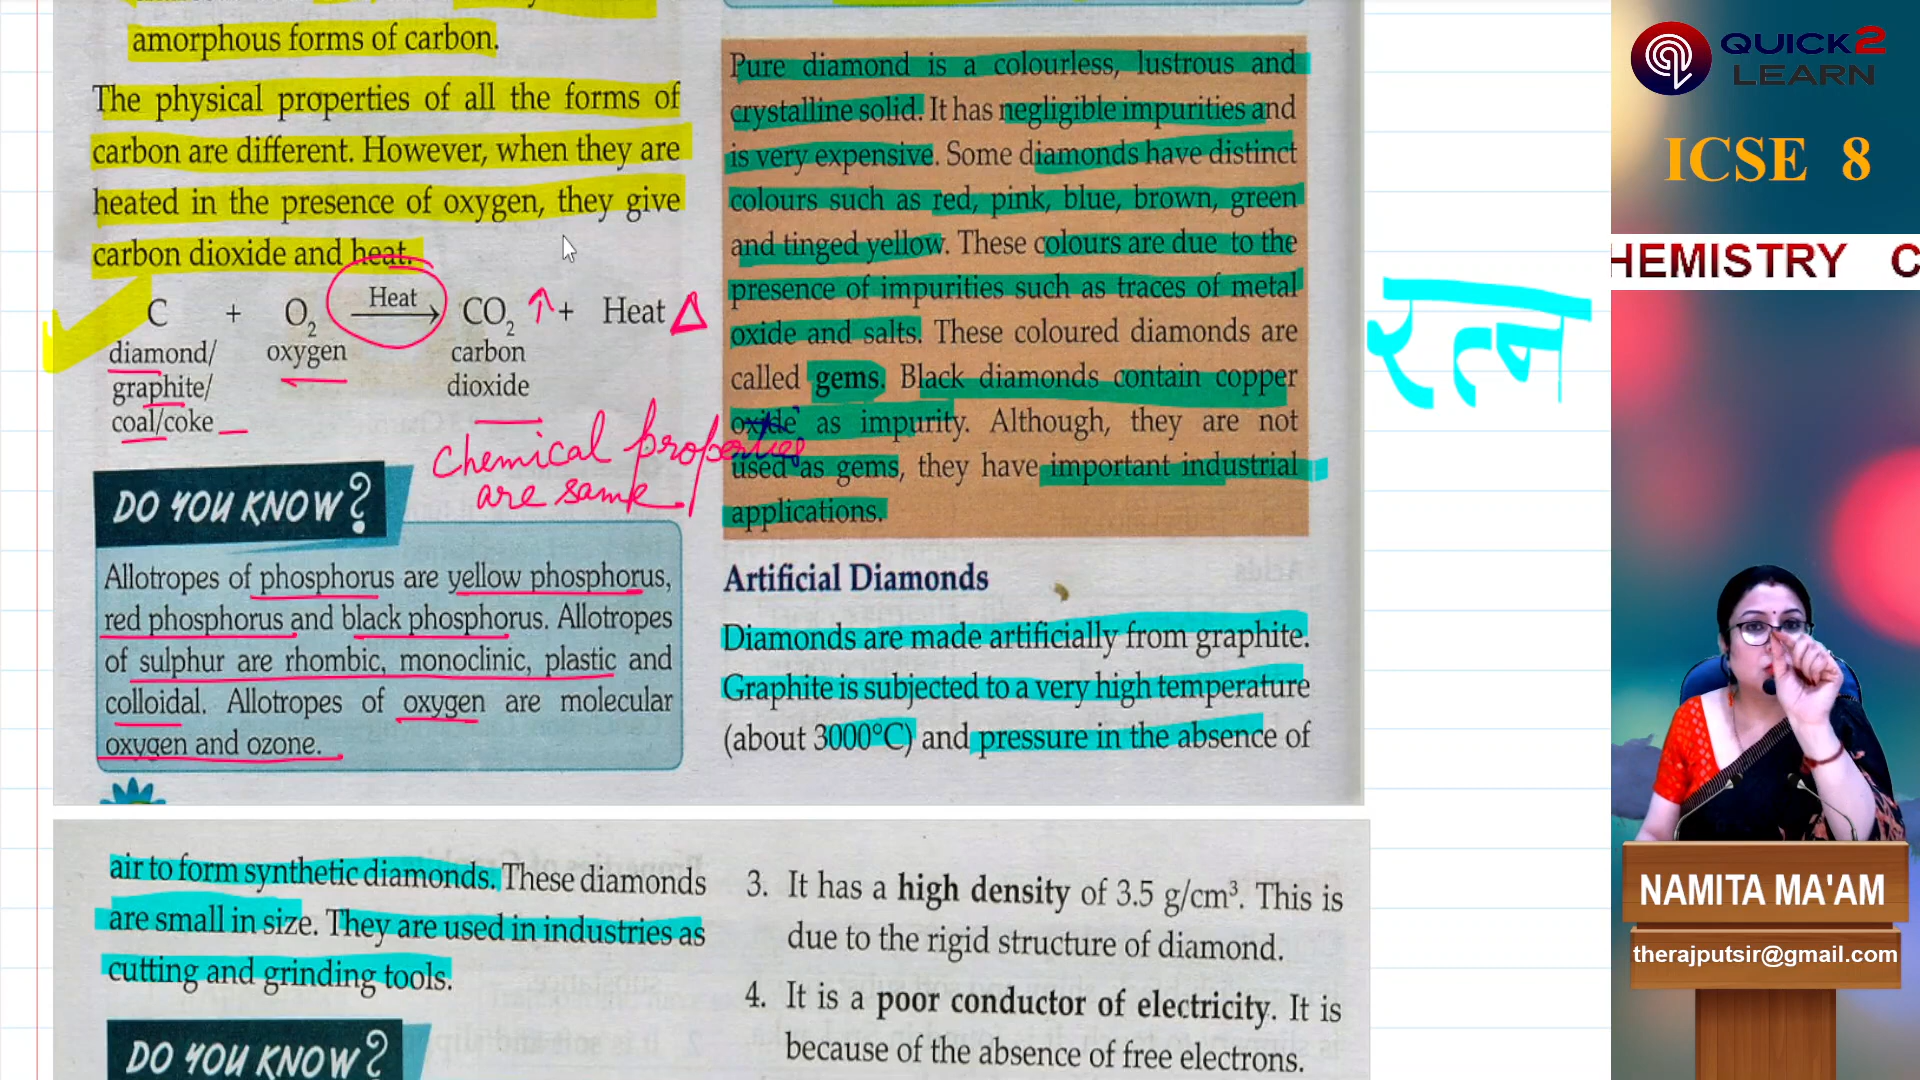 amorphous forms of carbon.
The physical properties of all the forms of
carbon are different. However, when they are
heated in the presence of oxygen, they give
carbon dioxide and heat.
C + O2 Heat CO2 ↑ + Heat Δ
diamond/ oxygen carbon
graphite/ dioxide
coal/coke
chemical properties
are same.
DO YOU KNOW?
Allotropes of phosphorus are yellow phosphorus,
red phosphorus and black phosphorus. Allotropes
of sulphur are rhombic, monoclinic, plastic and
colloidal. Allotropes of oxygen are molecular
oxygen and ozone.
Pure diamond is a colourless, lustrous and
crystalline solid. It has negligible impurities and
is very expensive. Some diamonds have distinct
colours such as red, pink, blue, brown, green
and tinged yellow. These colours are due to the
presence of impurities such as traces of metal
oxide and salts. These coloured diamonds are
called gems. Black diamonds contain copper
oxide as impurity. Although, they are not
used as gems, they have important industrial
applications.
Artificial Diamonds
Diamonds are made artificially from graphite.
Graphite is subjected to a very high temperature
(about 3000°C) and pressure in the absence of
air to form synthetic diamonds. These diamonds
are small in size. They are used in industries as
cutting and grinding tools.
DO YOU KNOW?
3. It has a high density of 3.5 g/cm³. This is
due to the rigid structure of diamond.
4. It is a poor conductor of electricity. It is
because of the absence of free electrons.
रत्न
QUICK2
LEARN
ICSE 8
HEMISTRY C
NAMITA MA'AM
therajputsir@gmail.com